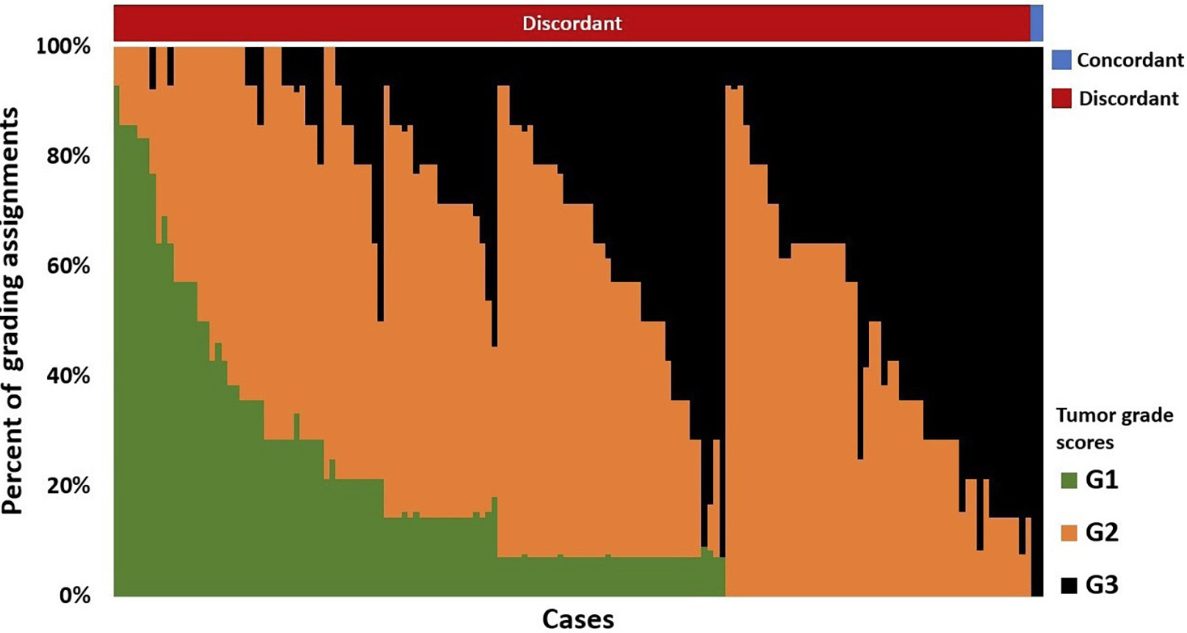 Discordant
100%
80%
60%
40%
20%
0%
Percent of grading assignments
Cases
Concordant
Discordant
Tumor grade
scores
G1
G2
G3